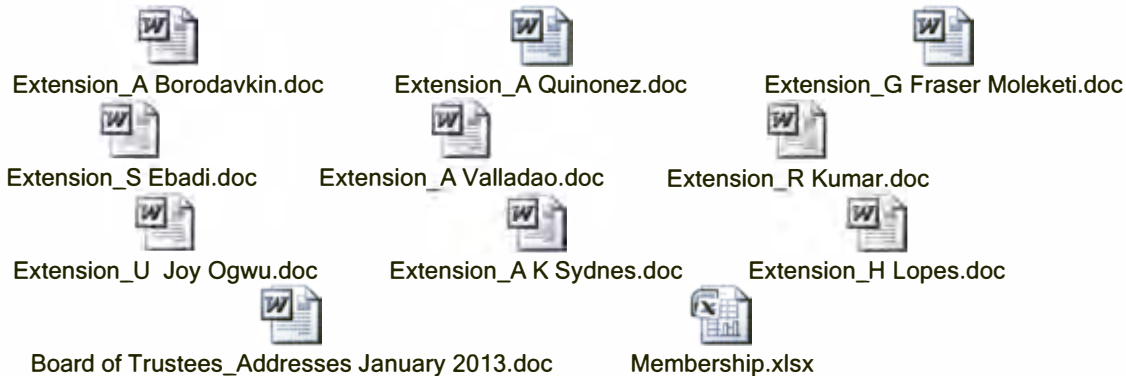 Extension_A Borodavkin.doc Extension_A Quinonez.doc Extension_G Fraser Moleketi.doc
Extension_S Ebadi.doc Extension_A Valladao.doc Extension_R Kumar.doc
Extension_U Joy Ogwu.doc Extension_A K Sydnes.doc Extension_H Lopes.doc
Board of Trustees_Addresses January 2013.doc Membership.xlsx